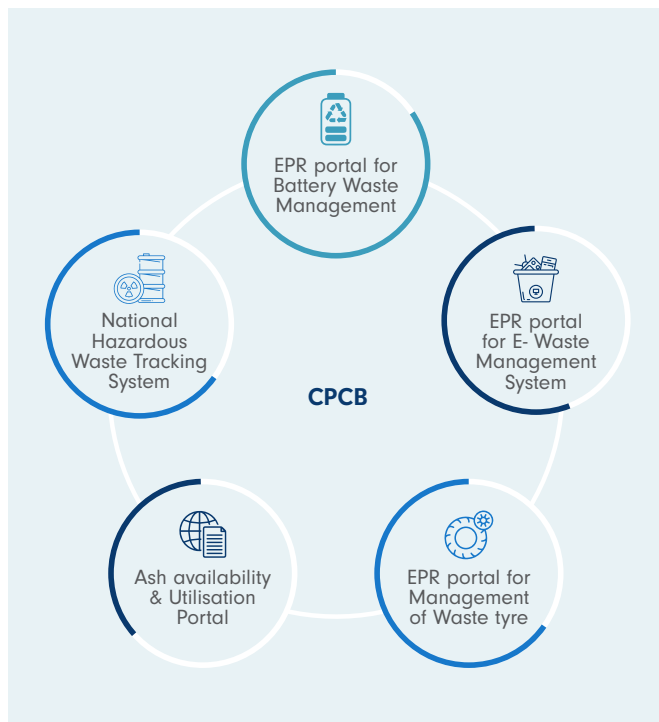 EPR portal for
Battery Waste
Management
National
Hazardous
Waste Tracking
System
EPR portal
for E- Waste
Management
System
CPCB
Ash availability
& Utilisation
Portal
EPR portal for
Management
of Waste tyre